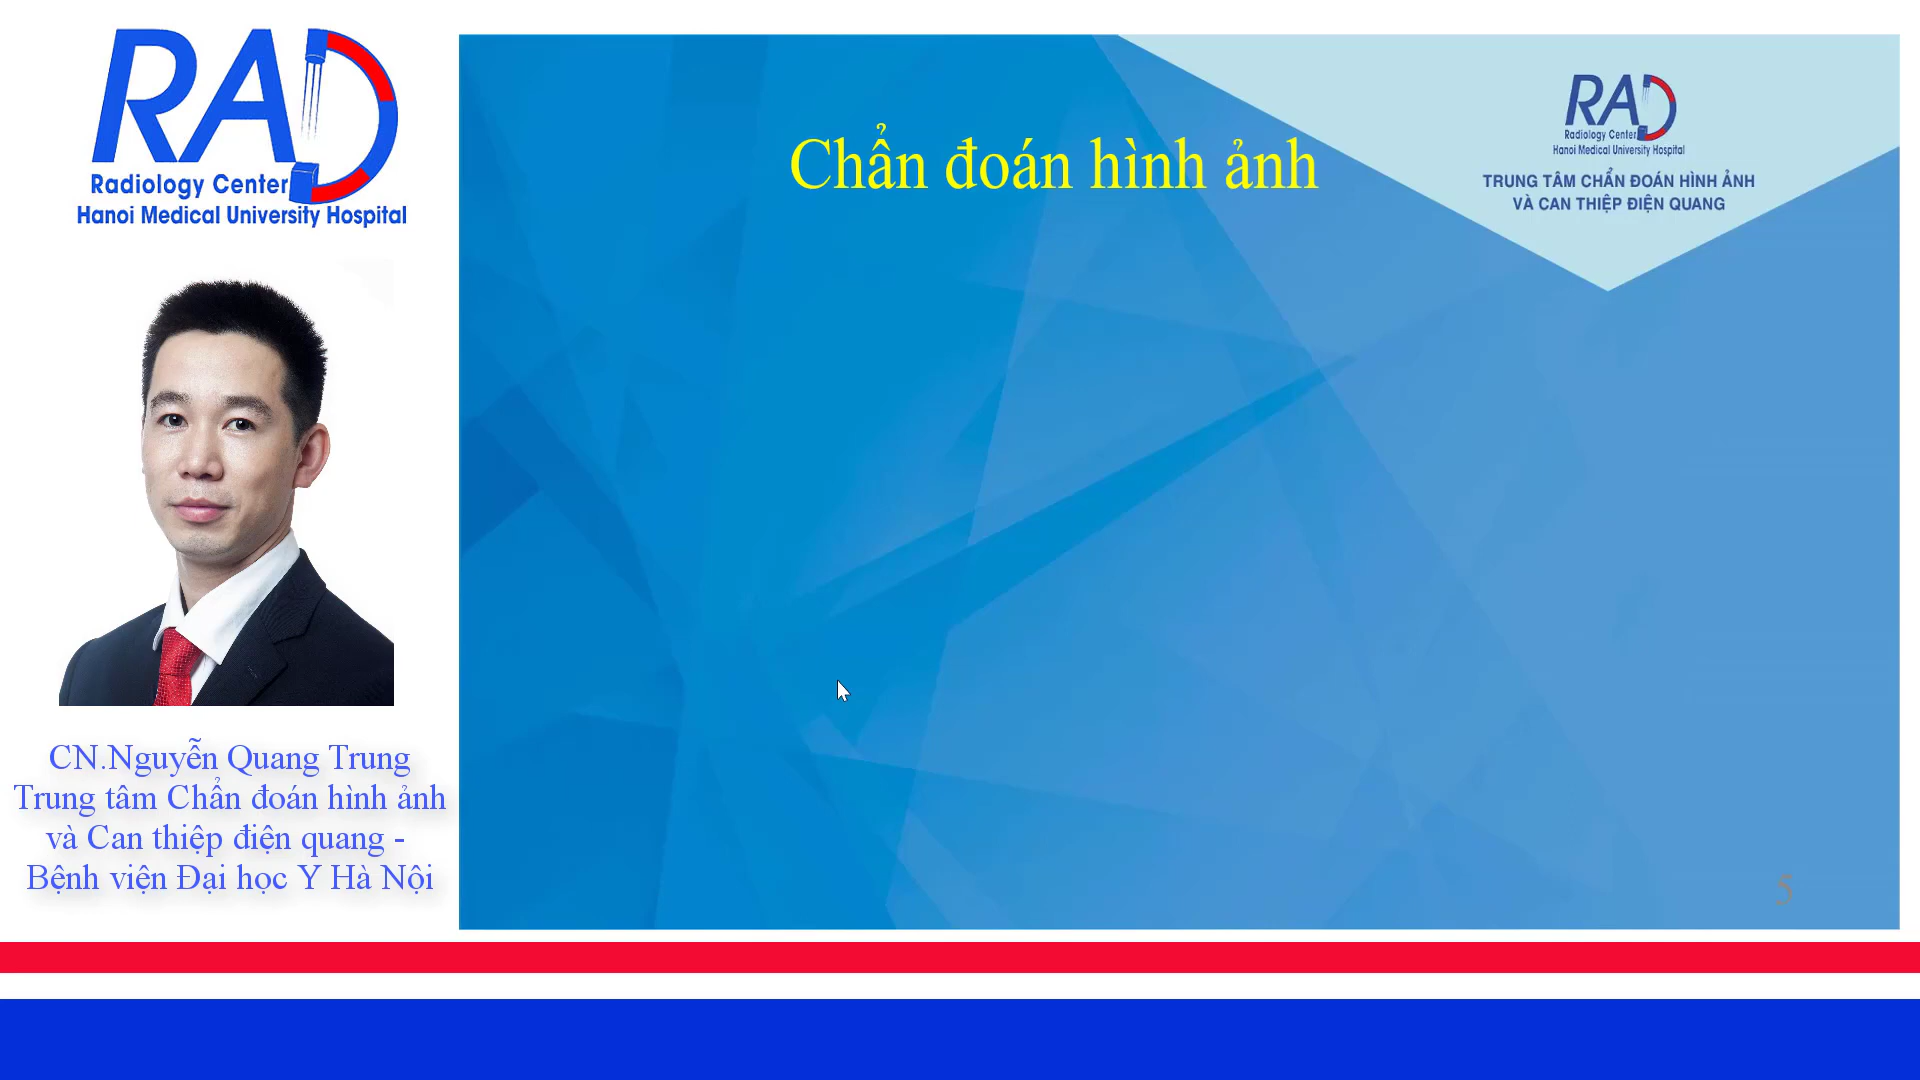 RAD
Radiology Center
Hanoi Medical University Hospital
CN.Nguyễn Quang Trung
Trung tâm Chẩn đoán hình ảnh
và Can thiệp điện quang -
Bệnh viện Đại học Y Hà Nội
Chẩn đoán hình ảnh
RAD
Radiology Center
Hanoi Medical University Hospital
TRUNG TÂM CHẨN ĐOÁN HÌNH ẢNH
VÀ CAN THIỆP ĐIỆN QUANG
5